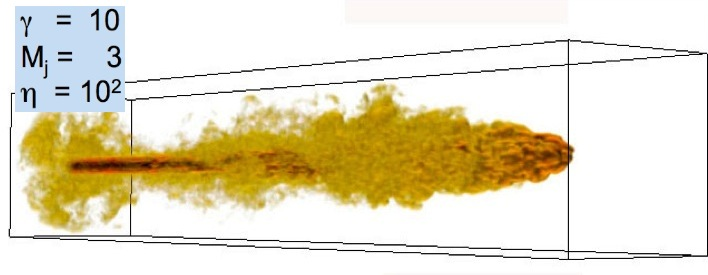 γ = 10
Mj = 3
η = 10²